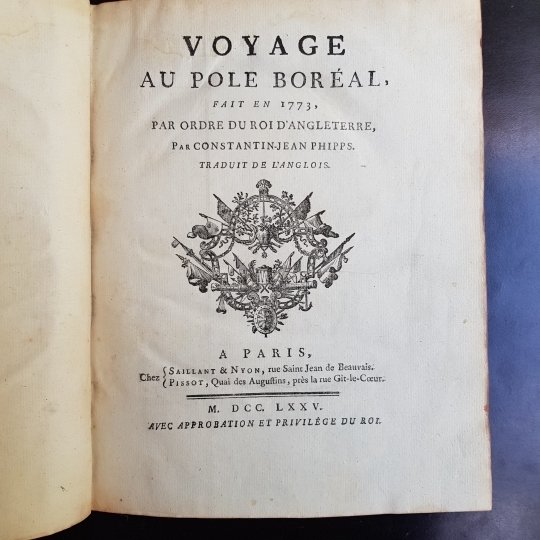 VOYAGE
AU POLE BORÉAL,
FAIT EN 1773,
PAR ORDRE DU ROI D'ANGLETERRE,
PAR CONSTANTIN-JEAN PHIPPS.
TRADUIT DE L'ANGLOIS.
A PARIS,
Chez { SAILLANT & NYON, rue Saint Jean de Beauvais.
PISSOT, Quai des Augustins, près la rue Gît-le-Cœur.
M. DCC. LXXV.
AVEC APPROBATION ET PRIVILÉGE DU ROI.